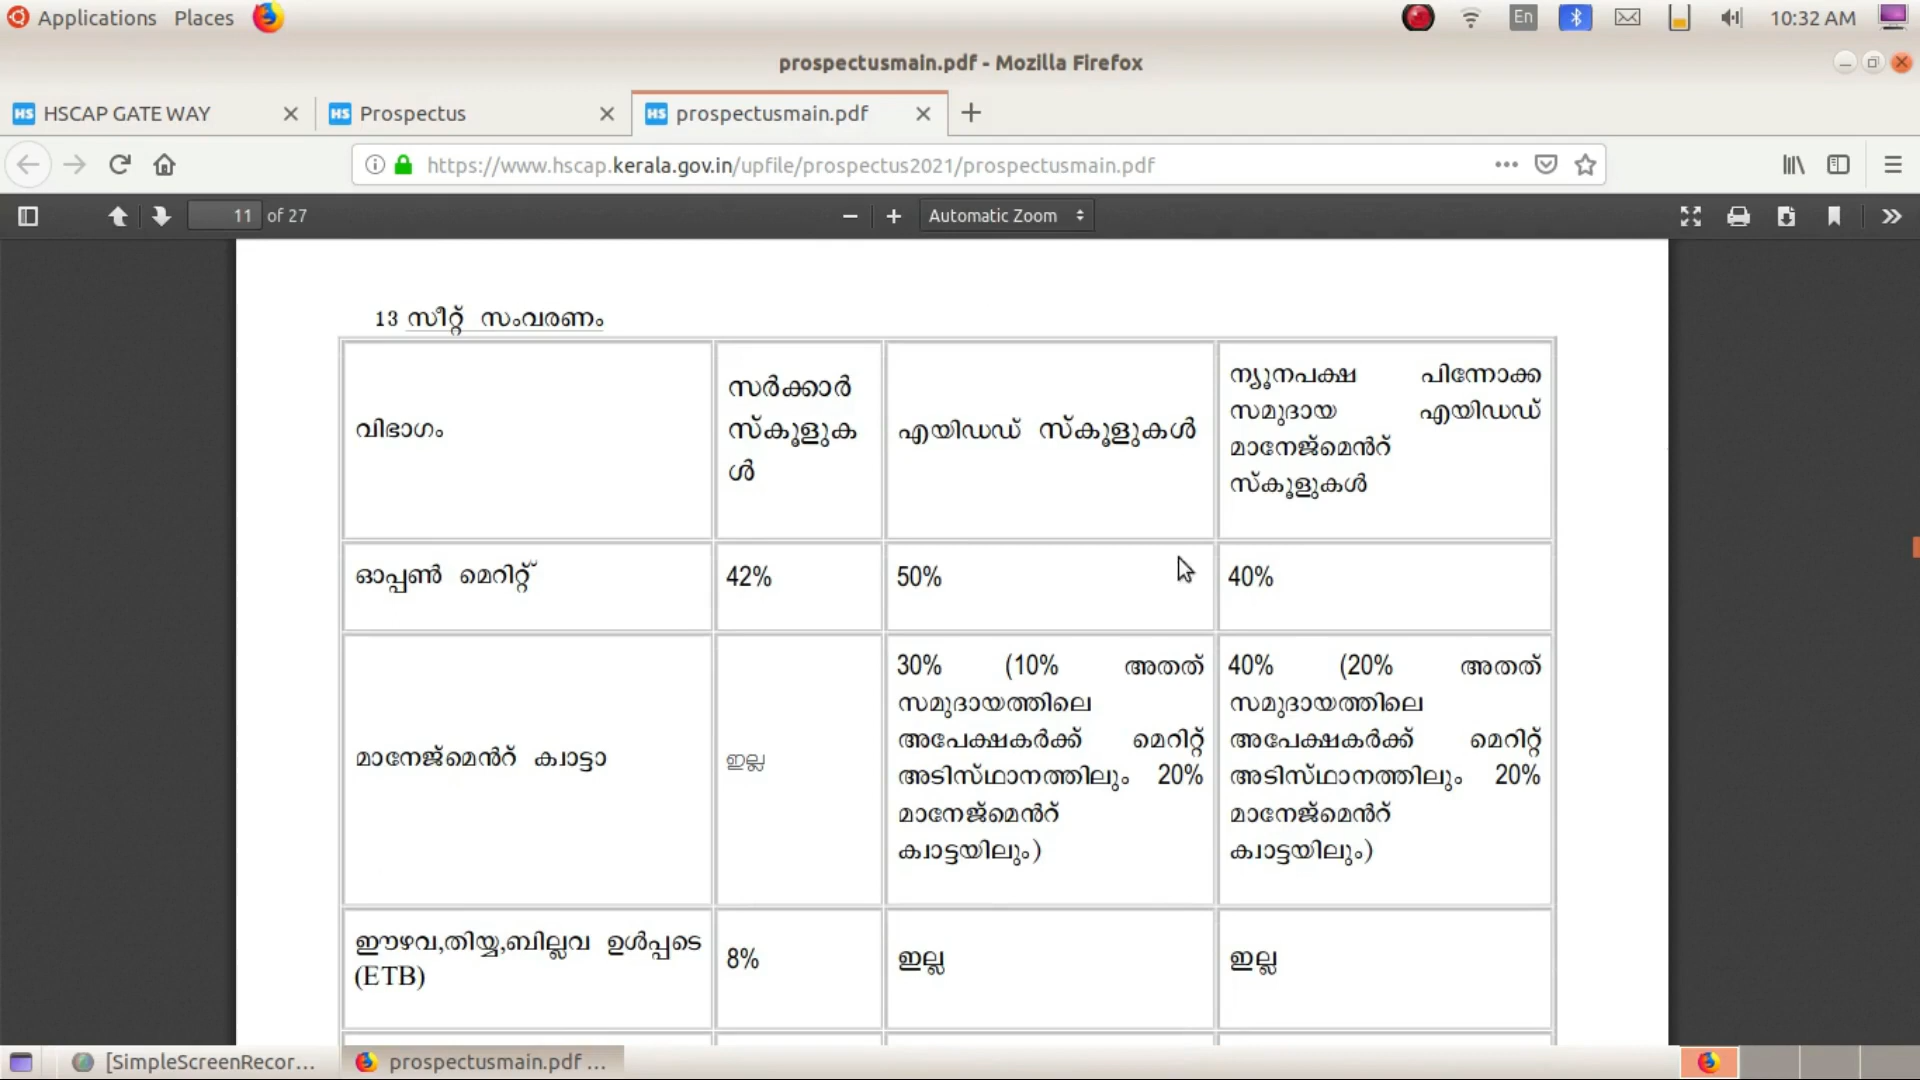 Applications Places En 10:32 AM
prospectusmain.pdf - Mozilla Firefox
HS HSCAP GATE WAY HS Prospectus HS prospectusmain.pdf
https://www.hscap.kerala.gov.in/upfile/prospectus2021/prospectusmain.pdf
11 of 27 Automatic Zoom
13 സീറ്റ് സംവരണം
വിഭാഗം
സർക്കാർ
സ്കൂളുക
ൾ
എയിഡഡ് സ്കൂളുകൾ
ന്യൂനപക്ഷ പിന്നോക്ക
സമുദായ എയിഡഡ്
മാനേജ്മെൻറ്
സ്കൂളുകൾ
ഓപ്പൺ മെറിറ്റ് 42% 50% 40%
മാനേജ്മെൻറ് ക്വാട്ടാ
ഇല്ല
30% (10% അതത്
സമുദായത്തിലെ
അപേക്ഷകർക്ക് മെറിറ്റ്
അടിസ്ഥാനത്തിലും 20%
മാനേജ്മെൻറ്
ക്വാട്ടയിലും)
40% (20% അതത്
സമുദായത്തിലെ
അപേക്ഷകർക്ക് മെറിറ്റ്
അടിസ്ഥാനത്തിലും 20%
മാനേജ്മെൻറ്
ക്വാട്ടയിലും)
ഈഴവ,തിയ്യ,ബില്ലവ ഉൾപ്പടെ
(ETB)
8%
ഇല്ല
ഇല്ല
[SimpleScreenRecor... prospectusmain.pdf ...